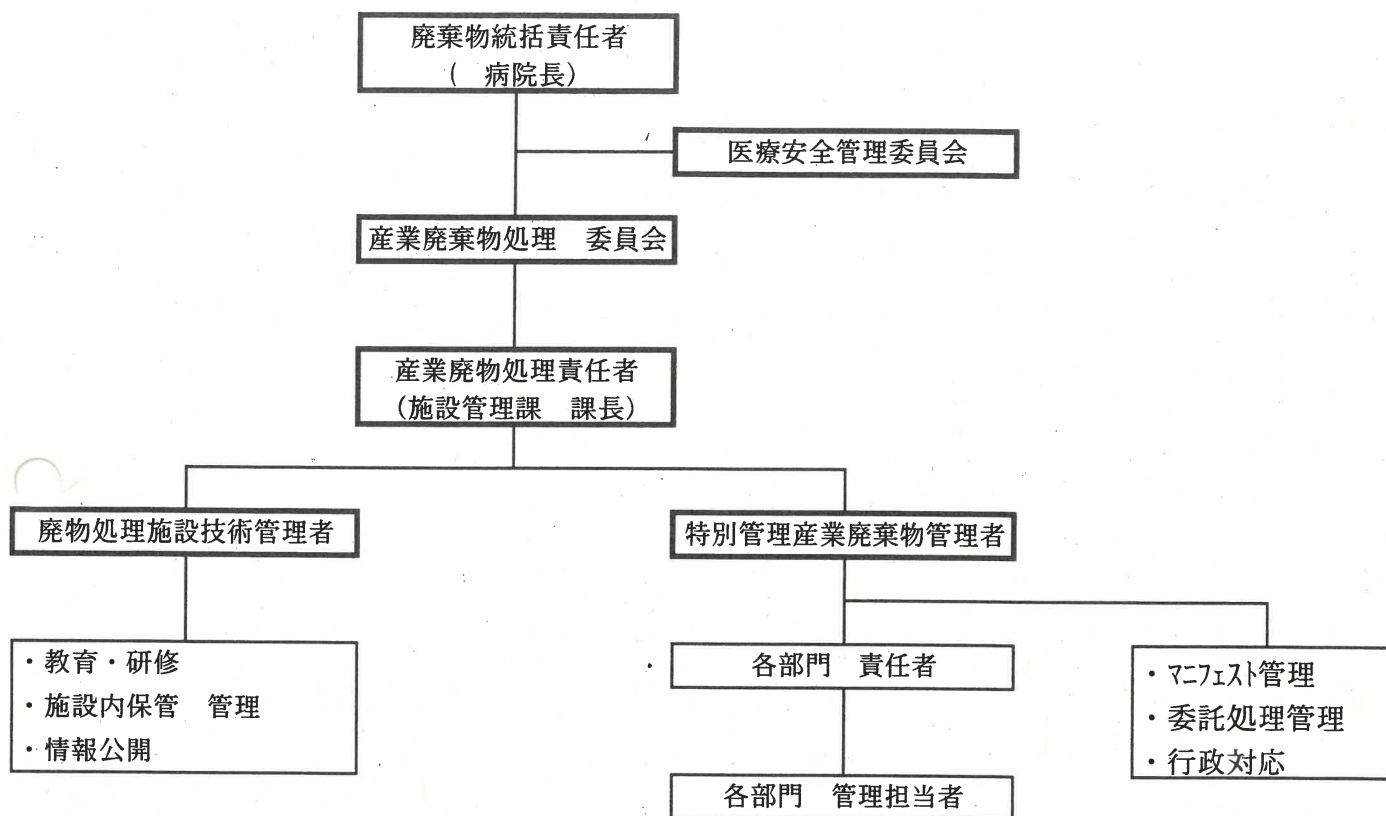 廃棄物統括責任者
(　病院長)
医療安全管理委員会
産業廃棄物処理　委員会
産業廃物処理責任者
(施設管理課　課長)
廃物処理施設技術管理者
特別管理産業廃棄物管理者
・教育・研修
・施設内保管　管理
・情報公開
各部門　責任者
・ﾏﾆﾌｪｽﾄ管理
・委託処理管理
・行政対応
各部門　管理担当者